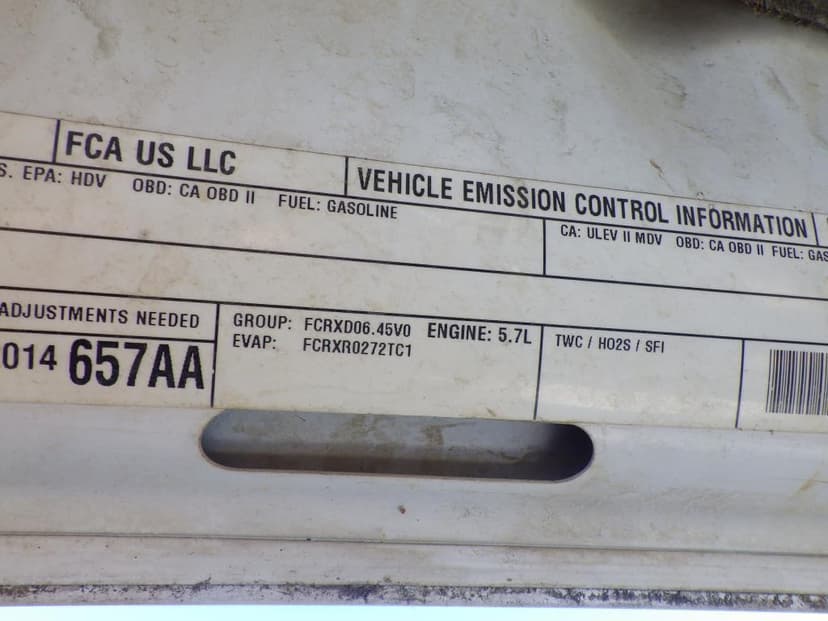 FCA US LLC
VEHICLE EMISSION CONTROL INFORMATION
S. EPA: HDV OBD: CA OBD II FUEL: GASOLINE
CA: ULEV II MDV OBD: CA OBD II FUEL: GAS
ADJUSTMENTS NEEDED
014 657AA
GROUP: FCRXD06.45V0 ENGINE: 5.7L
EVAP: FCRXR0272TC1
TWC / HO2S / SFI